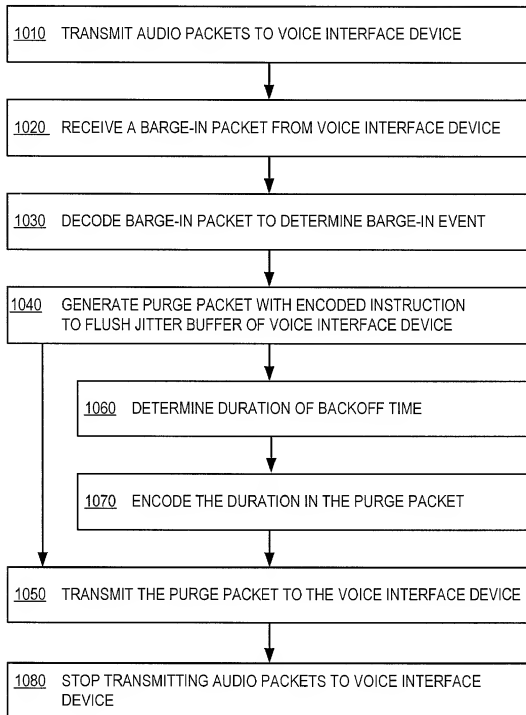 1010 TRANSMIT AUDIO PACKETS TO VOICE INTERFACE DEVICE
1020 RECEIVE A BARGE-IN PACKET FROM VOICE INTERFACE DEVICE
1030 DECODE BARGE-IN PACKET TO DETERMINE BARGE-IN EVENT
1040 GENERATE PURGE PACKET WITH ENCODED INSTRUCTION
TO FLUSH JITTER BUFFER OF VOICE INTERFACE DEVICE
1060 DETERMINE DURATION OF BACKOFF TIME
1070 ENCODE THE DURATION IN THE PURGE PACKET
1050 TRANSMIT THE PURGE PACKET TO THE VOICE INTERFACE DEVICE
1080 STOP TRANSMITTING AUDIO PACKETS TO VOICE INTERFACE
DEVICE